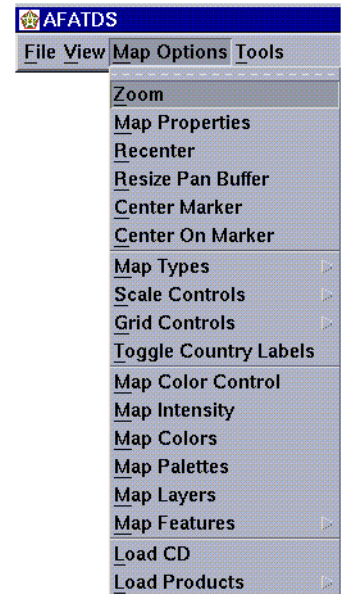 AFATDS
File View Map Options Tools
Zoom
Map Properties
Recenter
Resize Pan Buffer
Center Marker
Center On Marker
Map Types
Scale Controls
Grid Controls
Toggle Country Labels
Map Color Control
Map Intensity
Map Colors
Map Palettes
Map Layers
Map Features
Load CD
Load Products